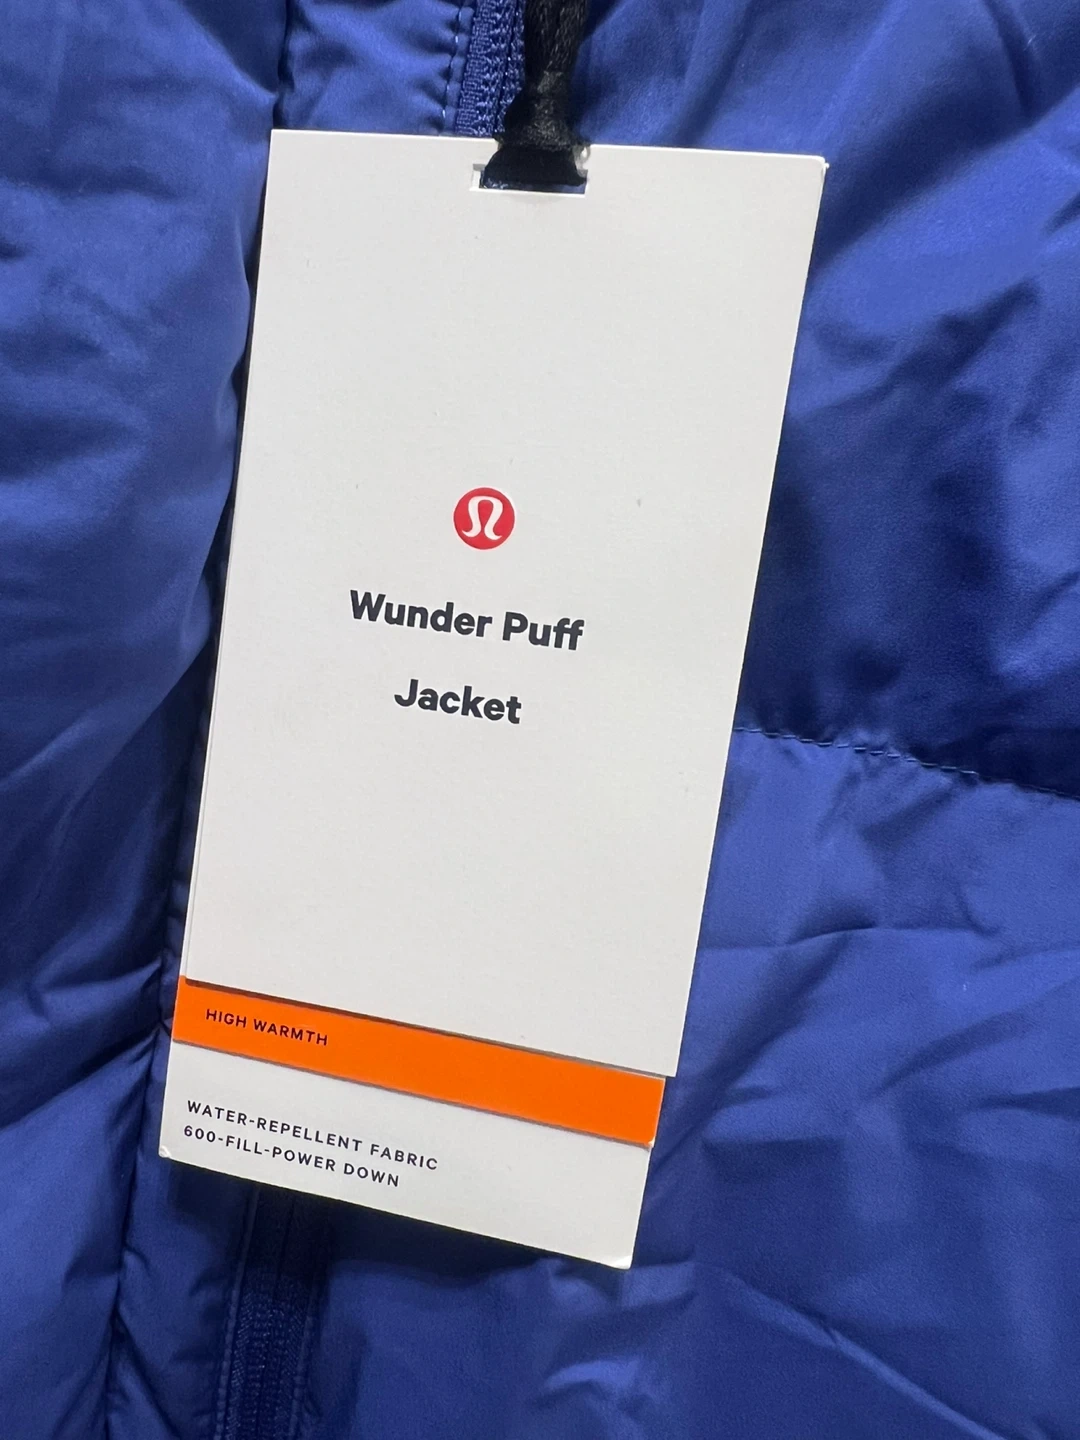 Wunder Puff
Jacket
HIGH WARMTH
WATER-REPELLENT FABRIC
600-FILL-POWER DOWN